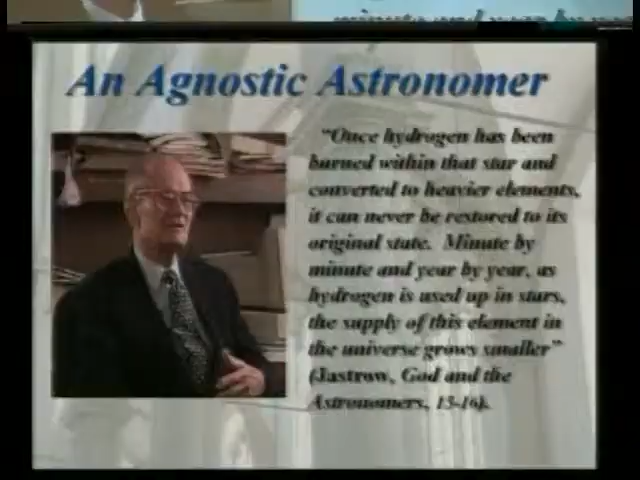 An Agnostic Astronomer
"Once hydrogen has been
burned within that star and
converted to heavier elements,
it can never be restored to its
original state. Minute by
minute and year by year, as
hydrogen is used up in stars,
the supply of this element in
the universe grows smaller"
(Jastrow, God and the
Astronomers, 15-16).